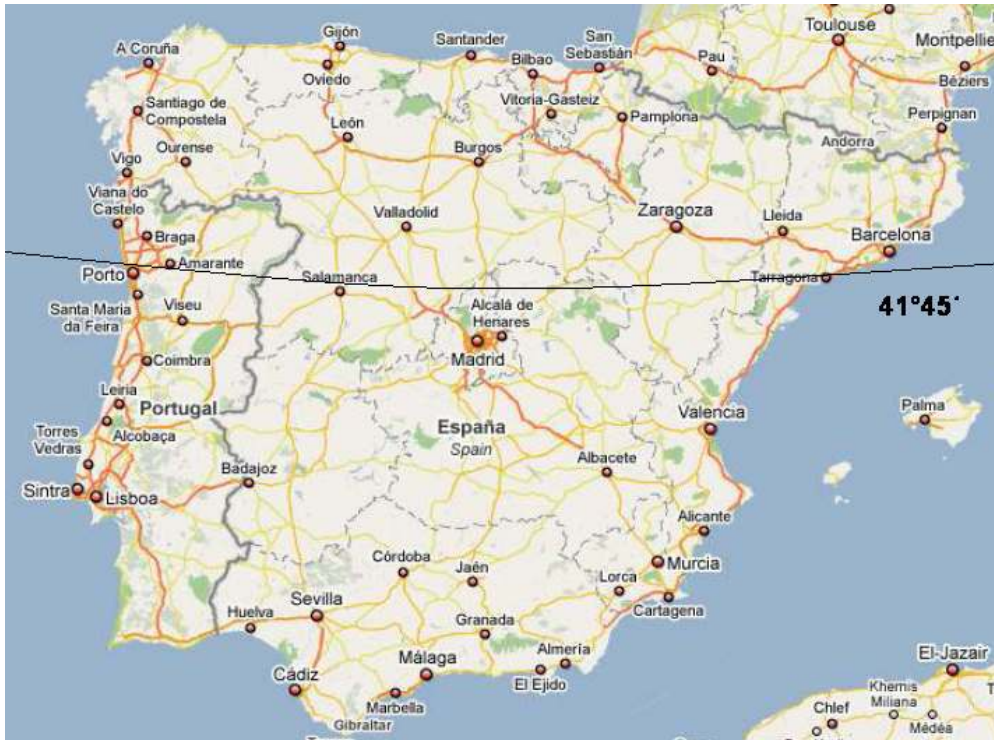 Gijón
Toulouse
A Coruña
Santander
San
Sebastián
Montpellie
Oviedo
Bilbao
Pau
Béziers
Santiago de
Compostela
Vitoria-Gasteiz
Pamplona
Perpignan
León
Andorra
Ourense
Burgos
Vigo
Viana do
Castelo
Valladolid
Zaragoza
Lleida
Barcelona
Braga
Amarante
Porto
Salamanca
Tarragona
41°45'
Santa Maria
da Feira
Viseu
Alcalá de
Henares
Madrid
Coimbra
Leiria
Portugal
Palma
Valencia
Alcobaça
España
Spain
Torres
Vedras
Albacete
Badajoz
Sintra
Lisboa
Alicante
Córdoba
Jaén
Murcia
Lorca
Sevilla
Cartagena
Huelva
Granada
Almería
El-Jazair
Málaga
Cádiz
El Ejido
Khemis
Miliana
Marbella
Chlef
Médéa
Gibraltar